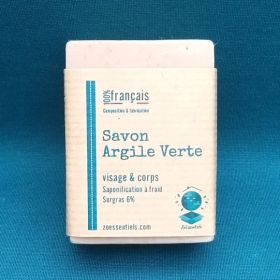 100% français
Composition & fabrication
Savon
Argile Verte
visage & corps
Saponification à froid
Surgras 6%
zoessentiels.com